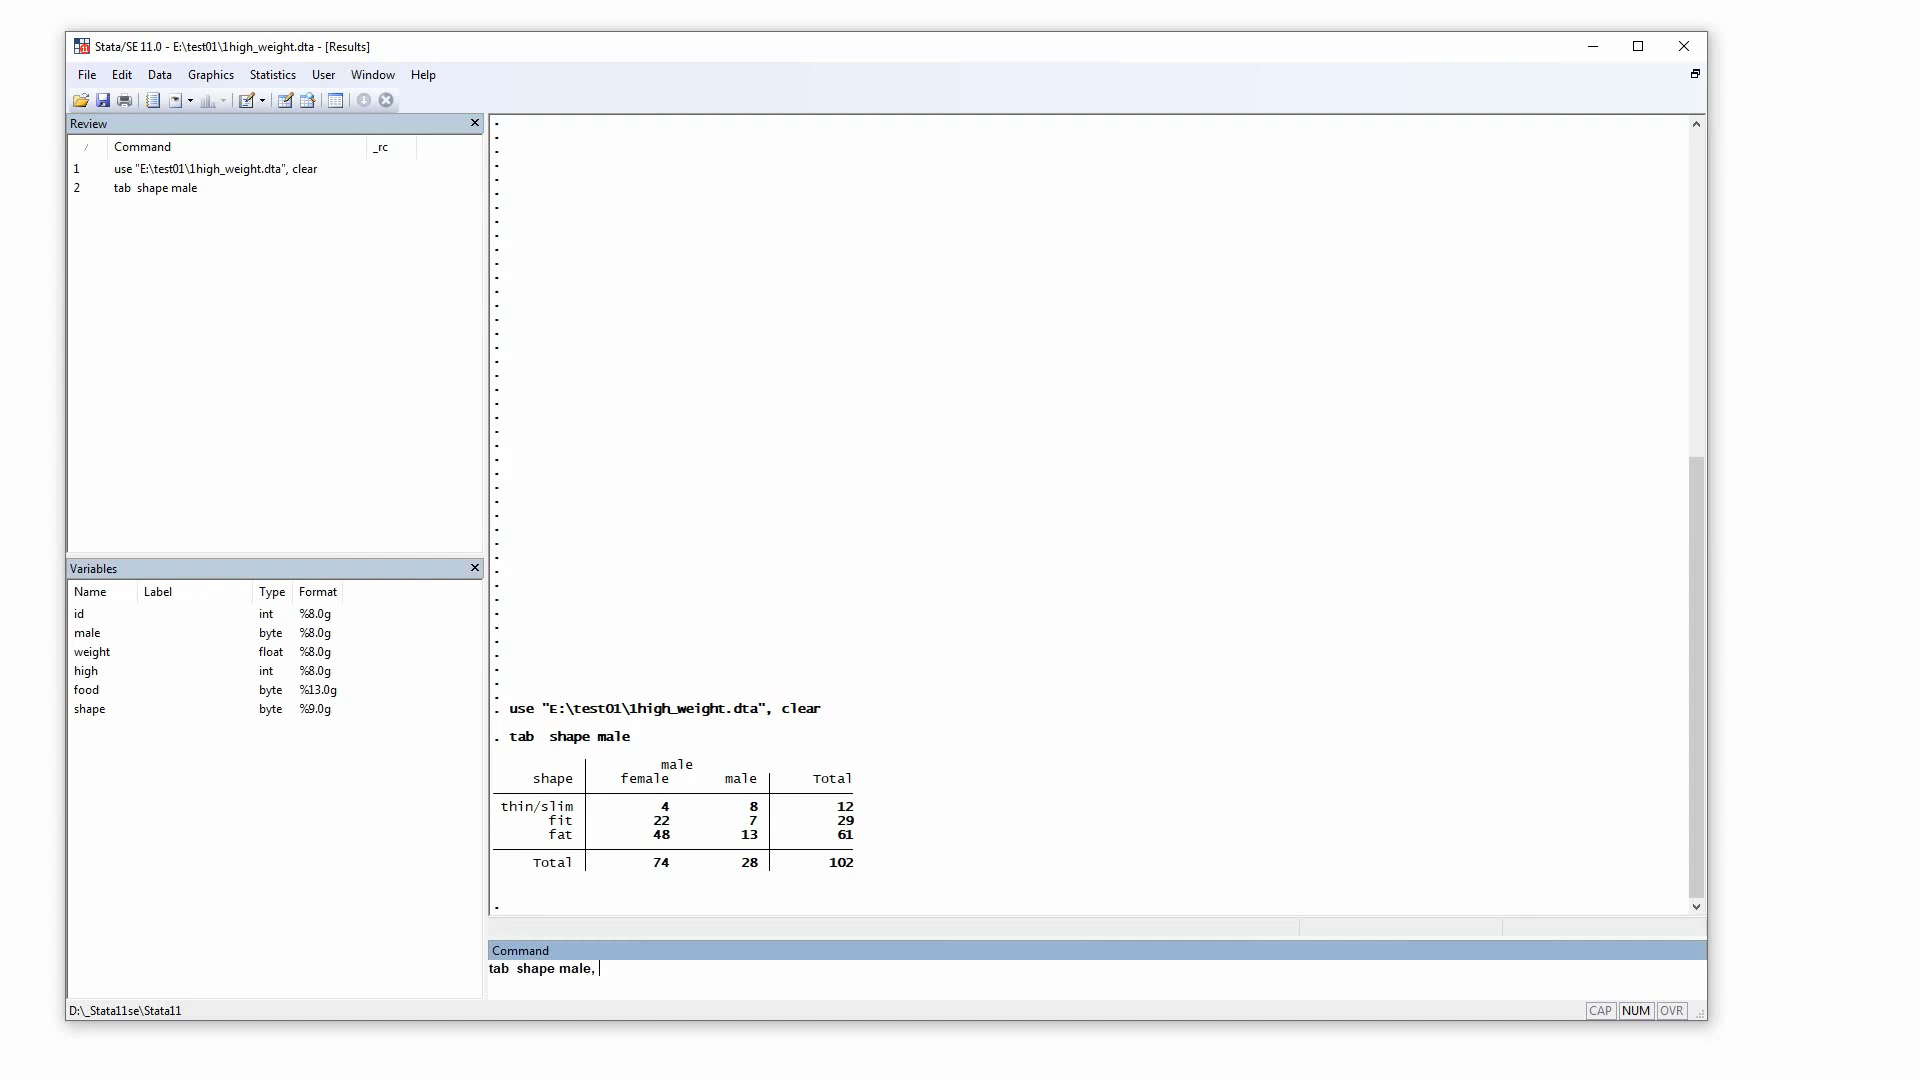 Stata/SE 11.0 - E:\test01\1high_weight.dta - [Results]
File Edit Data Graphics Statistics User Window Help
Review
/ Command _rc
1 use "E:\test01\1high_weight.dta", clear
2 tab  shape male
Variables
Name Label Type Format
id int %8.0g
male byte %8.0g
weight float %8.0g
high int %8.0g
food byte %13.0g
shape byte %9.0g
. use "E:\test01\1high_weight.dta", clear
. tab  shape male
male
shape female male Total
thin/slim 4 8 12
fit 22 7 29
fat 48 13 61
Total 74 28 102
.
Command
tab  shape male,
D:\_Stata11se\Stata11
CAP NUM OVR